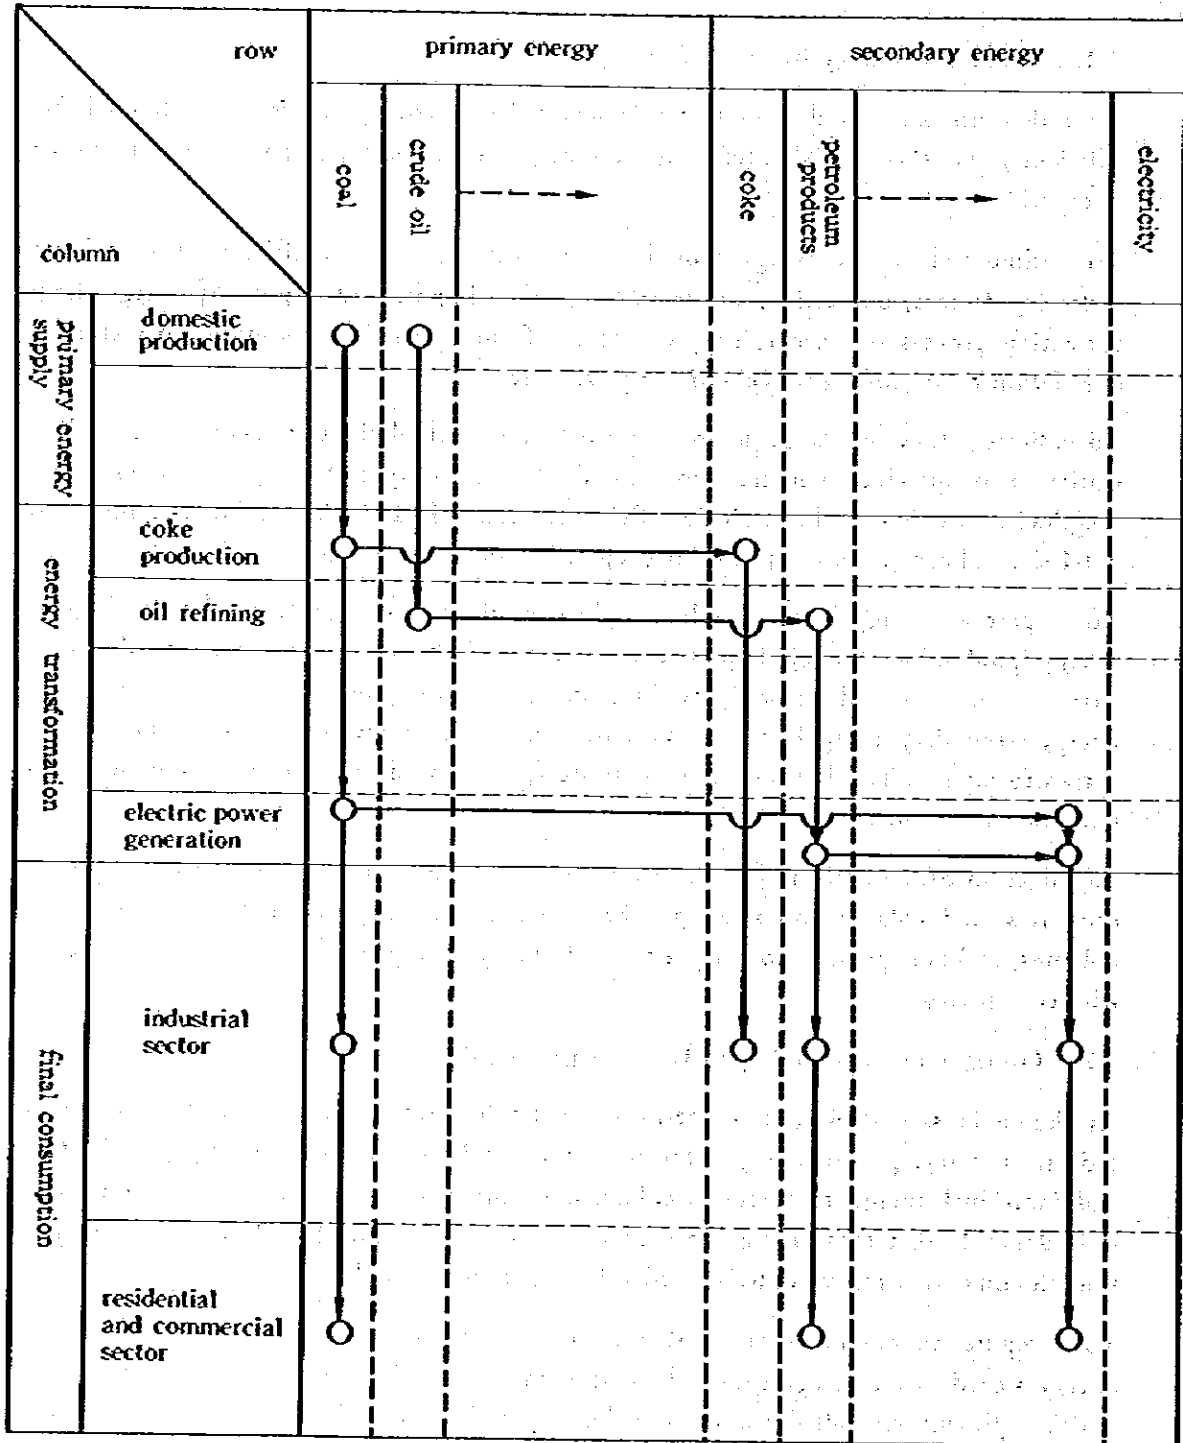 row
column
primary energy
secondary energy
coal
crude oil
coke
petroleum
products
electricity
primary energy
supply
domestic
production
energy transformation
coke
production
oil refining
electric power
generation
final consumption
industrial
sector
residential
and commercial
sector